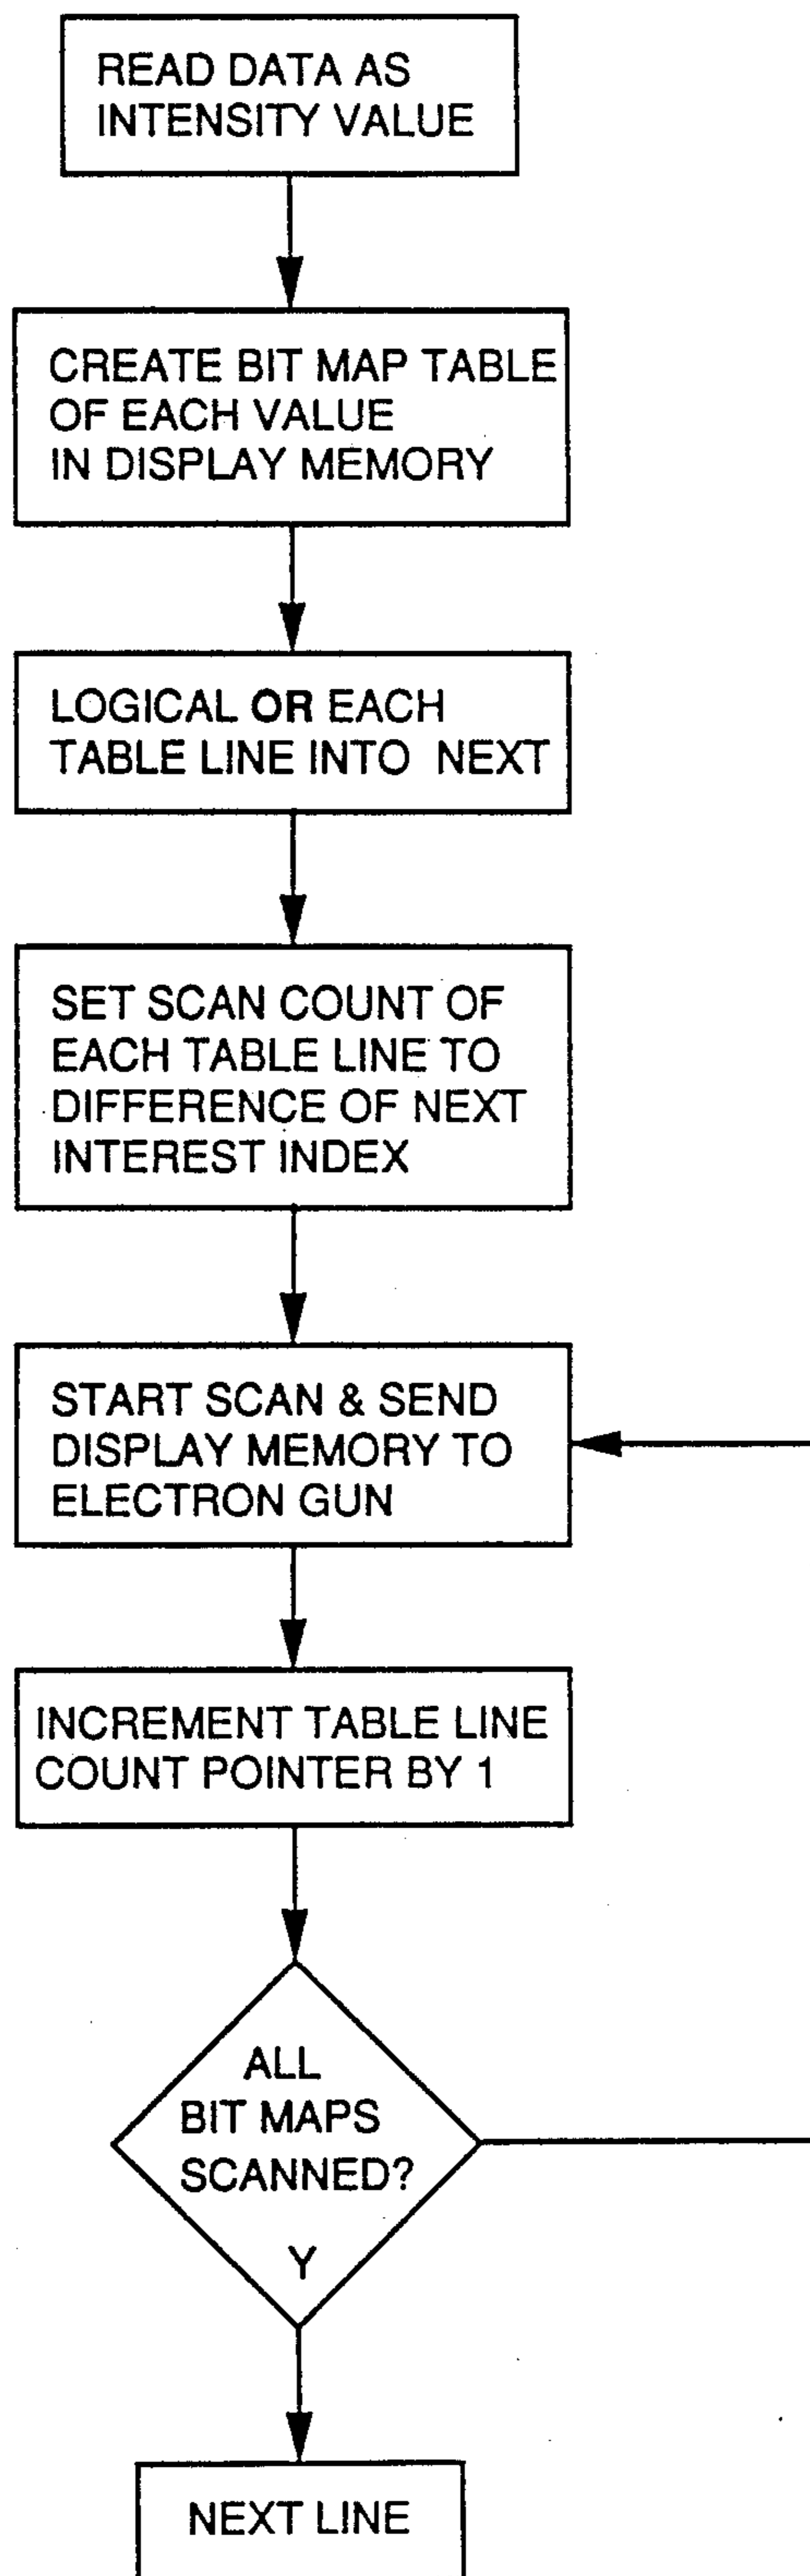 READ DATA AS
INTENSITY VALUE
CREATE BIT MAP TABLE
OF EACH VALUE
IN DISPLAY MEMORY
LOGICAL OR EACH
TABLE LINE INTO NEXT
SET SCAN COUNT OF
EACH TABLE LINE TO
DIFFERENCE OF NEXT
INTEREST INDEX
START SCAN & SEND
DISPLAY MEMORY TO
ELECTRON GUN
INCREMENT TABLE LINE
COUNT POINTER BY 1
ALL
BIT MAPS
SCANNED?
Y
NEXT LINE